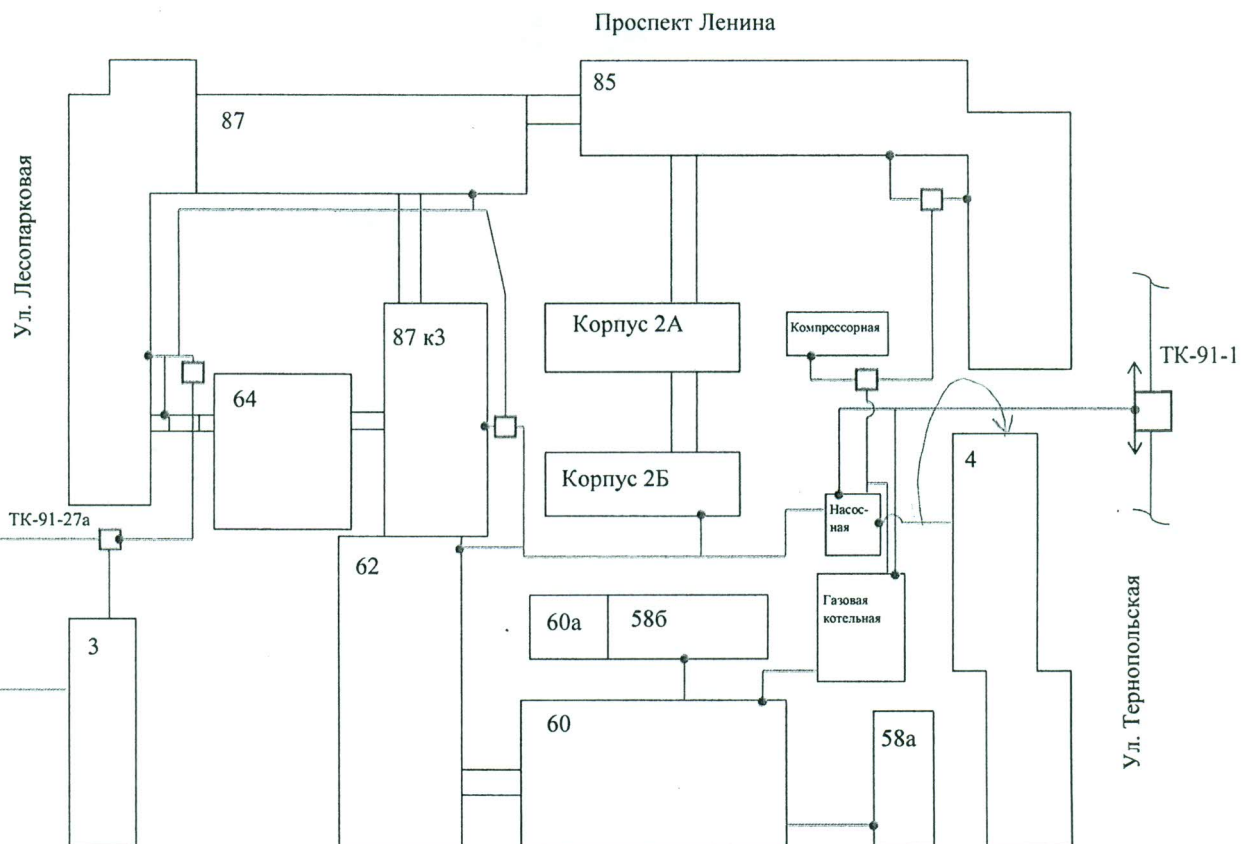 Проспект Ленина
85
87
Ул. Лесопарковая
Корпус 2А
Компрессорная
87 к3
ТК-91-1
64
4
Корпус 2Б
Насос-
ная
ТК-91-27а
62
Газовая
котельная
60а
58б
3
Ул. Тернопольская
60
58а